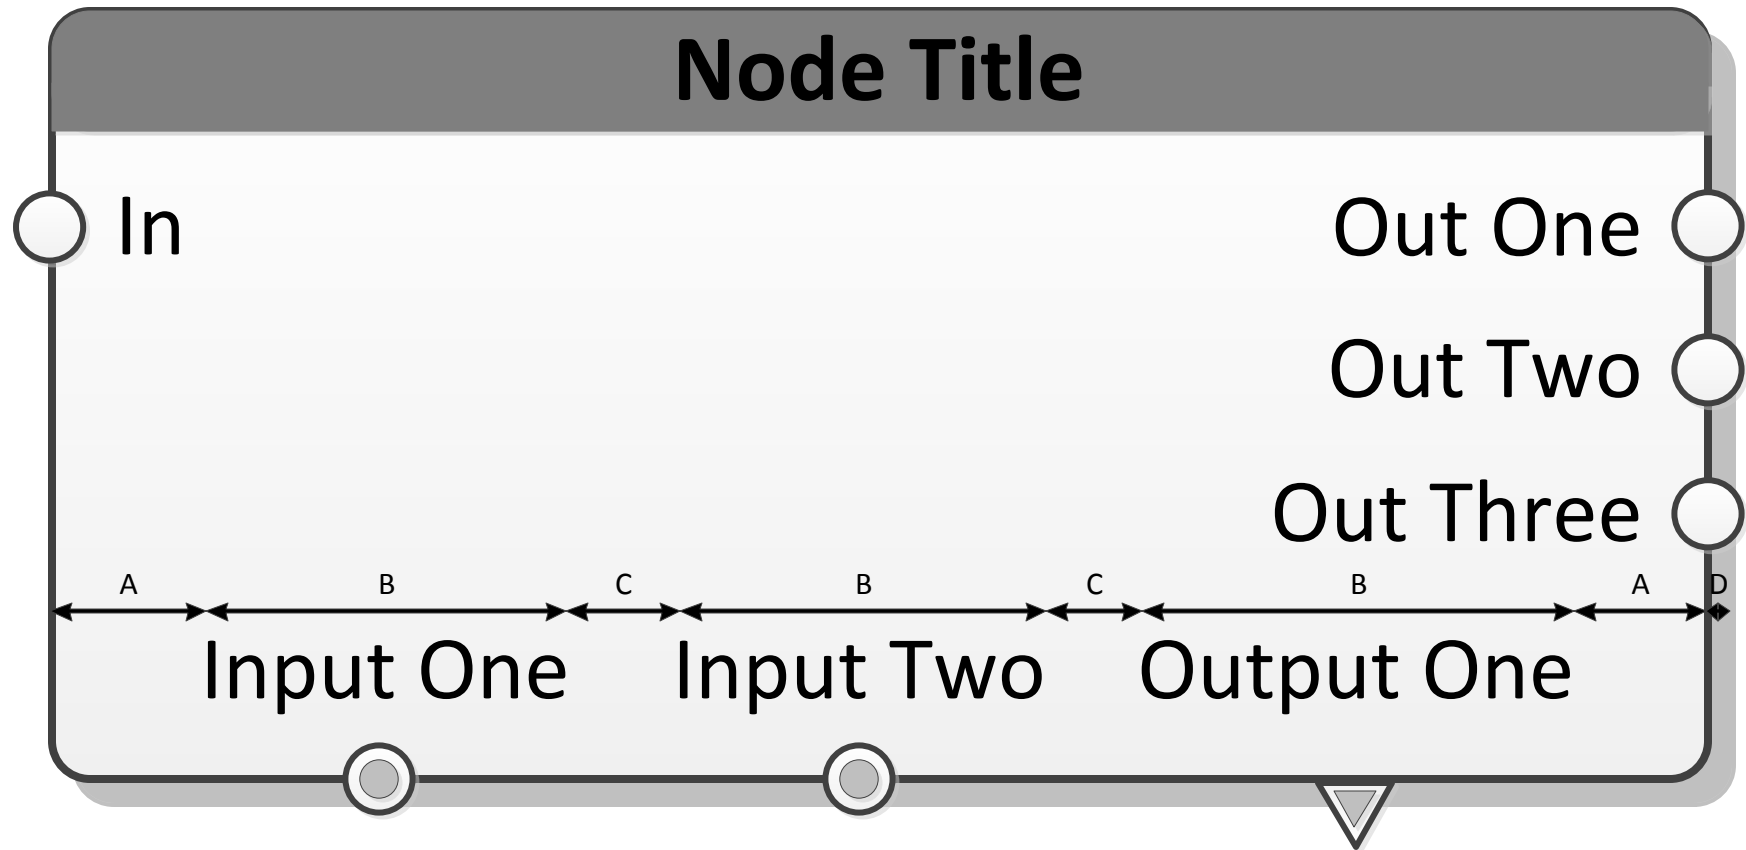 Node Title
In
Out One
Out Two
Out Three
A B C B C B A D
Input One Input Two Output One